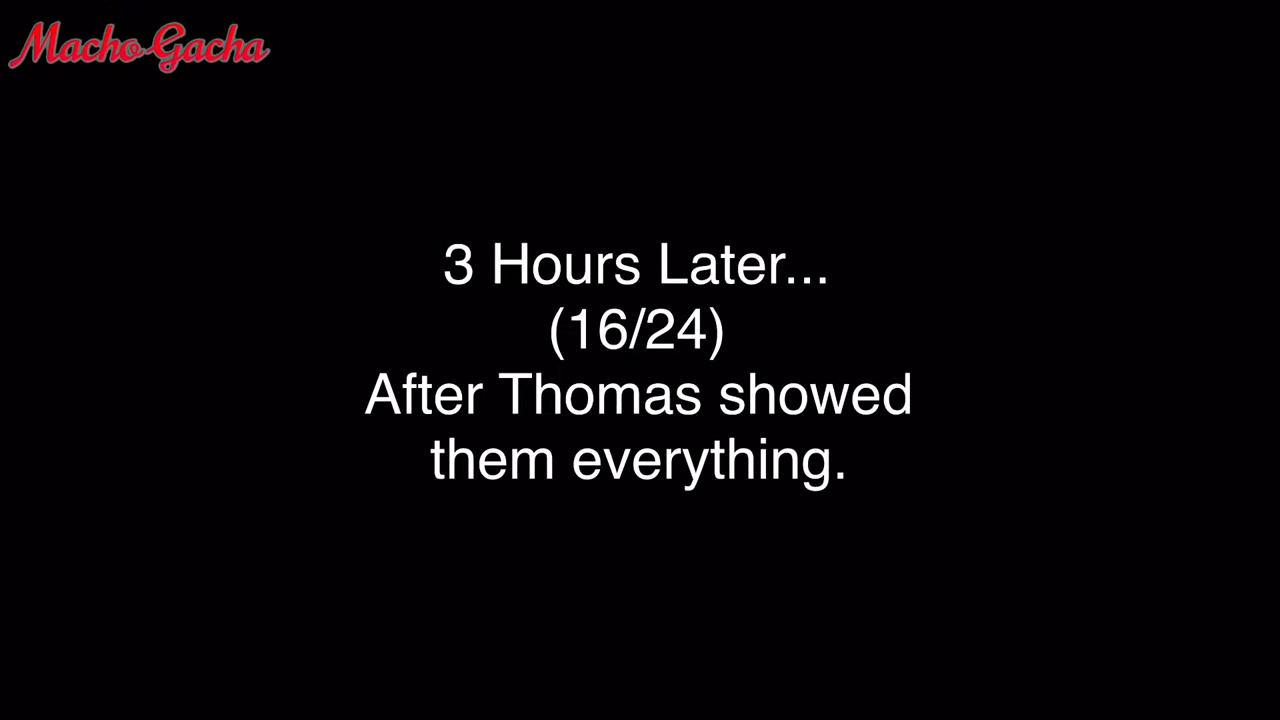 Macho Gacha
3 Hours Later...
(16/24)
After Thomas showed
them everything.